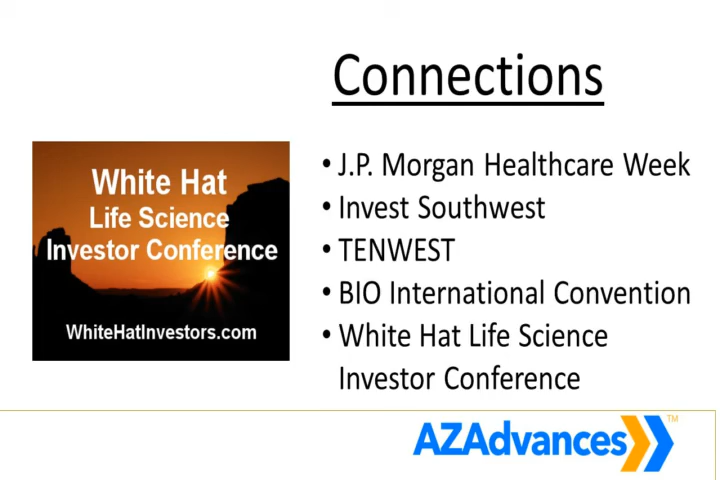 Connections
White Hat
Life Science
Investor Conference
WhiteHatInvestors.com
• J.P. Morgan Healthcare Week
• Invest Southwest
• TENWEST
• BIO International Convention
• White Hat Life Science
Investor Conference
AZAdvances TM